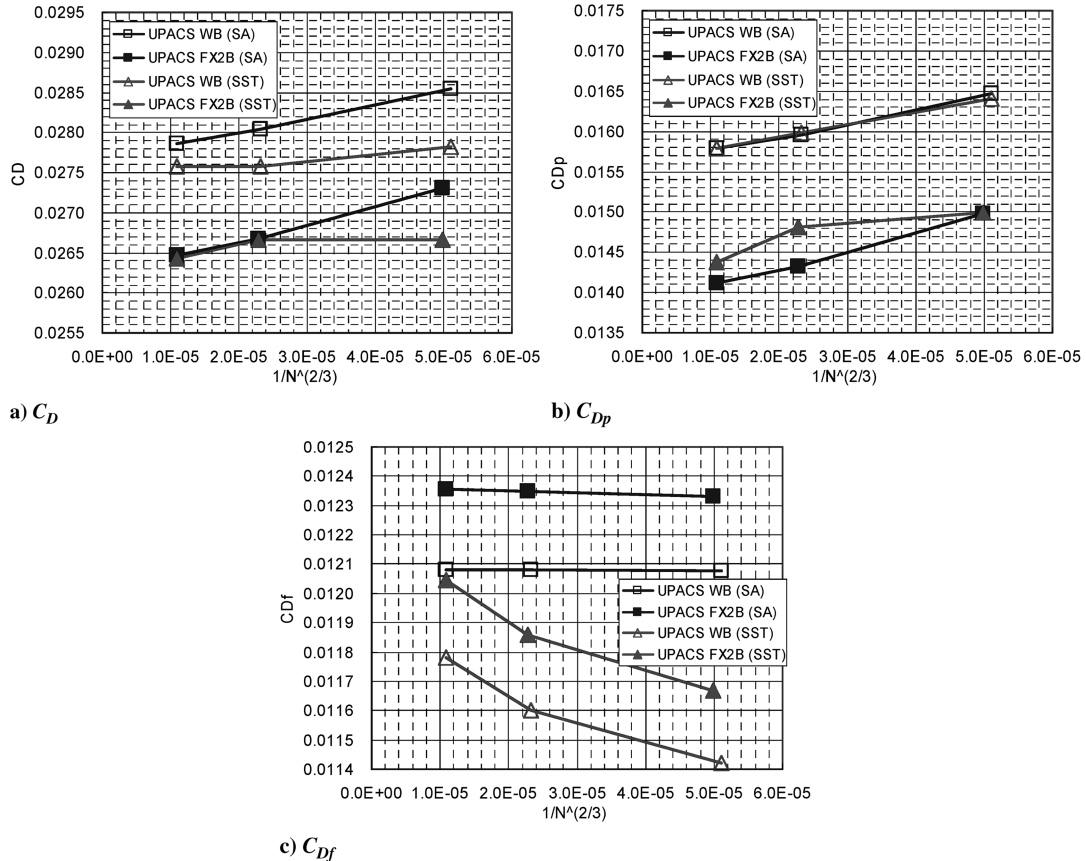 0.0295
0.0290
0.0285
0.0280
0.0275
0.0270
0.0265
0.0260
0.0255
CD
UPACS WB (SA)
UPACS FX2B (SA)
UPACS WB (SST)
UPACS FX2B (SST)
0.0E+00 1.0E-05 2.0E-05 3.0E-05 4.0E-05 5.0E-05 6.0E-05
1/N^(2/3)
a) C_D
0.0175
0.0170
0.0165
0.0160
0.0155
0.0150
0.0145
0.0140
0.0135
CDp
UPACS WB (SA)
UPACS FX2B (SA)
UPACS WB (SST)
UPACS FX2B (SST)
0.0E+00 1.0E-05 2.0E-05 3.0E-05 4.0E-05 5.0E-05 6.0E-05
1/N^(2/3)
b) C_Dp
0.0125
0.0124
0.0123
0.0122
0.0121
0.0120
0.0119
0.0118
0.0117
0.0116
0.0115
0.0114
CDf
UPACS WB (SA)
UPACS FX2B (SA)
UPACS WB (SST)
UPACS FX2B (SST)
0.0E+00 1.0E-05 2.0E-05 3.0E-05 4.0E-05 5.0E-05 6.0E-05
1/N^(2/3)
c) C_Df